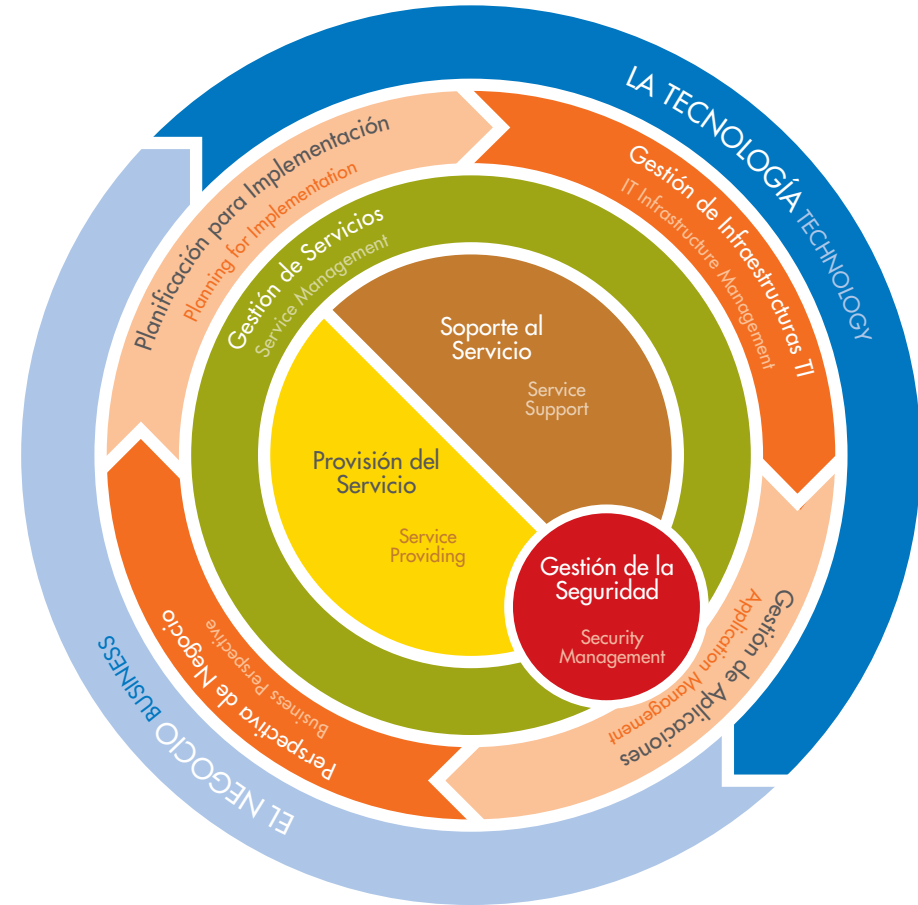 LA TECNOLOGÍA TECHNOLOGY
EL NEGOCIO BUSINESS
Planificación para Implementación
Planning for Implementation
Gestión de Infraestructuras TI
IT Infrastructure Management
Gestión de Aplicaciones
Application Management
Perspectiva de Negocio
Business Perspective
Gestión de Servicios
Service Management
Soporte al
Servicio
Service
Support
Provisión del
Servicio
Service
Providing
Gestión de la
Seguridad
Security
Management